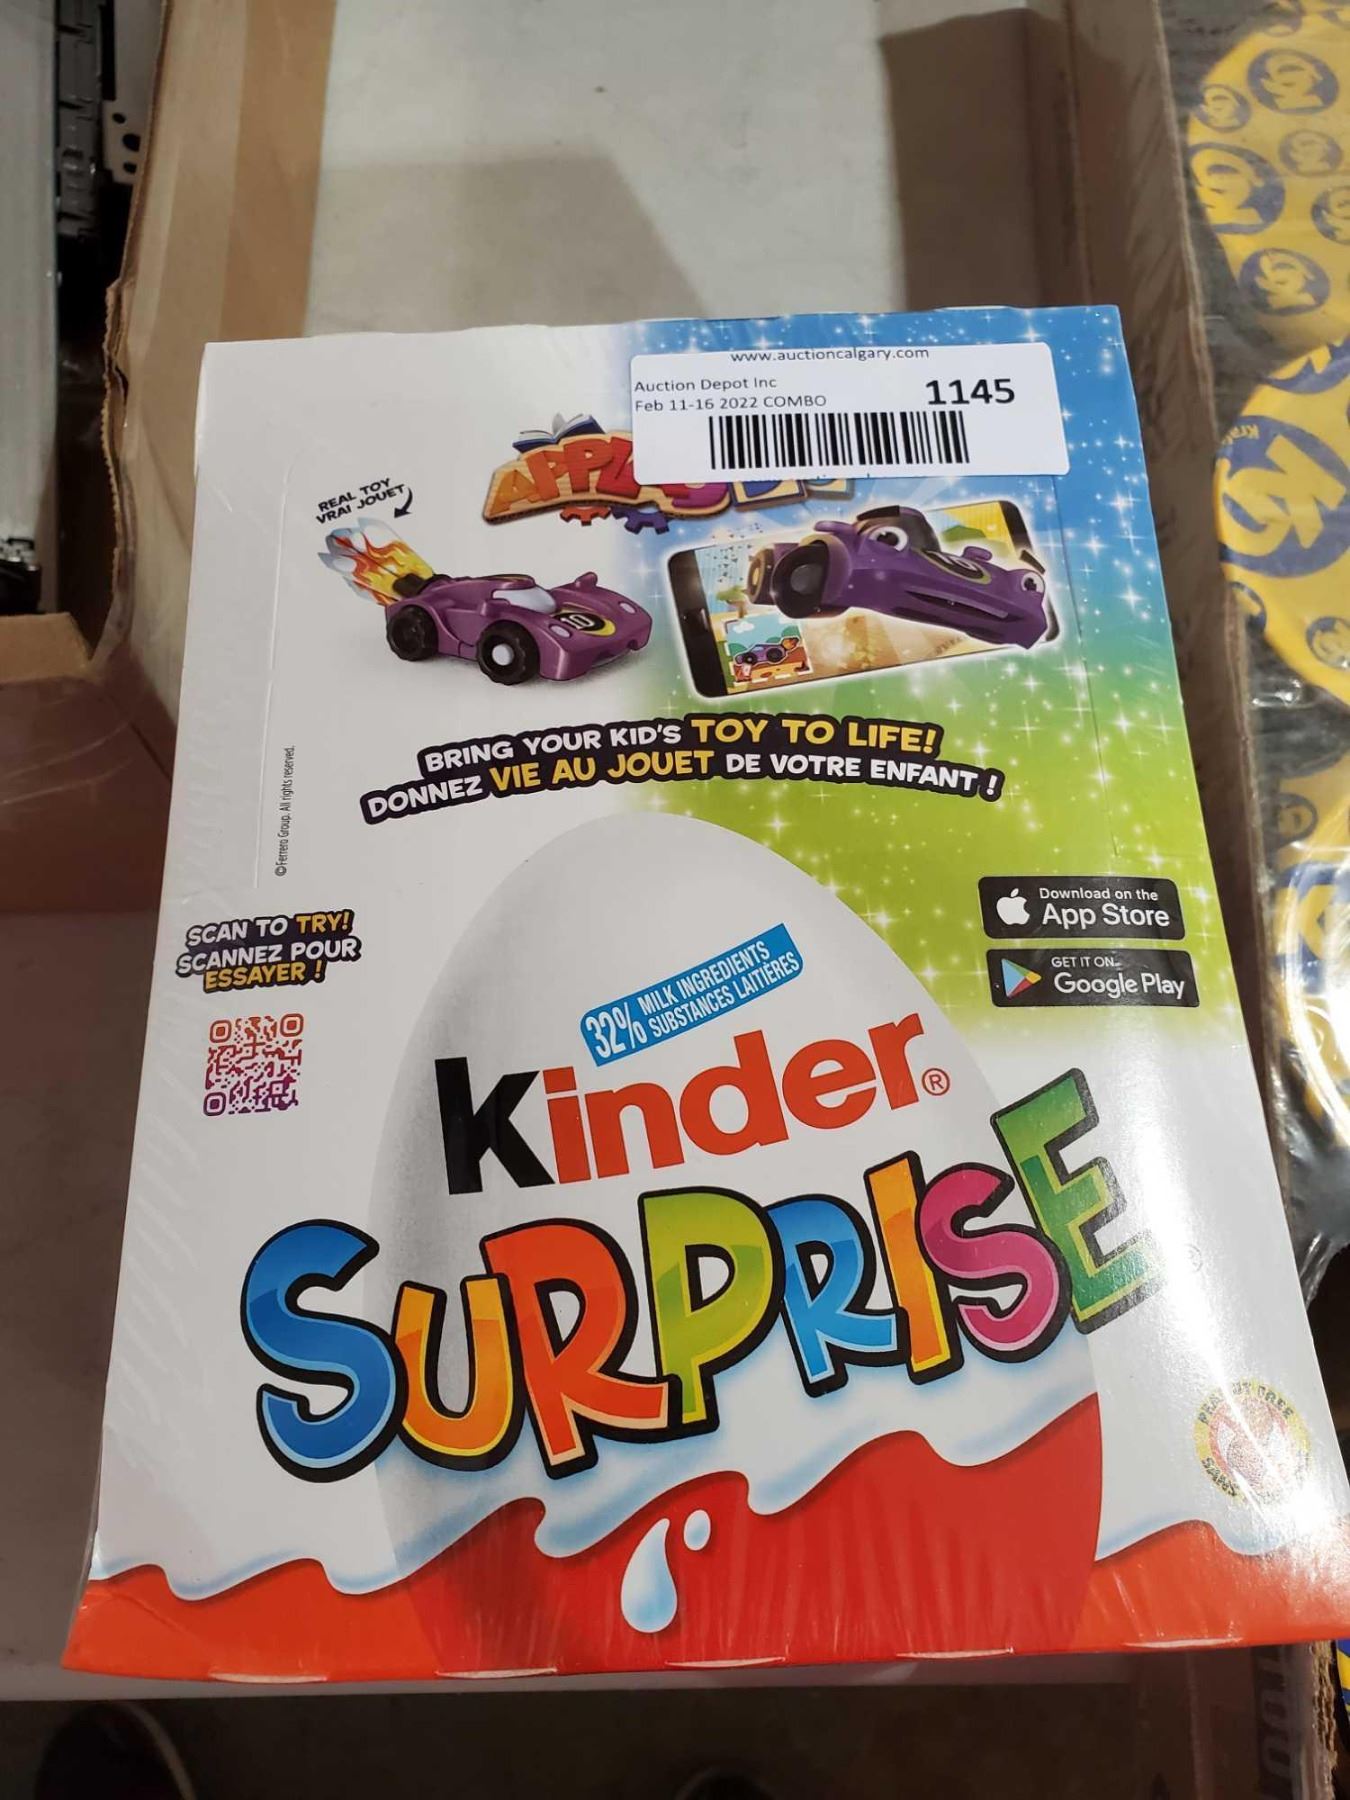 www.auctioncalgary.com
Auction Depot Inc
1145
Feb 11-16 2022 COMBO
REAL TOY
VRAI JOUET
10
BRING YOUR KID'S TOY TO LIFE!
DONNEZ VIE AU JOUET DE VOTRE ENFANT !
©Ferrero Group. All rights reserved.
SCAN TO TRY!
SCANNEZ POUR
ESSAYER !
Download on the
App Store
GET IT ON
Google Play
32% MILK INGREDIENTS
SUBSTANCES LAITIÈRES
kinder®
SURPRISE